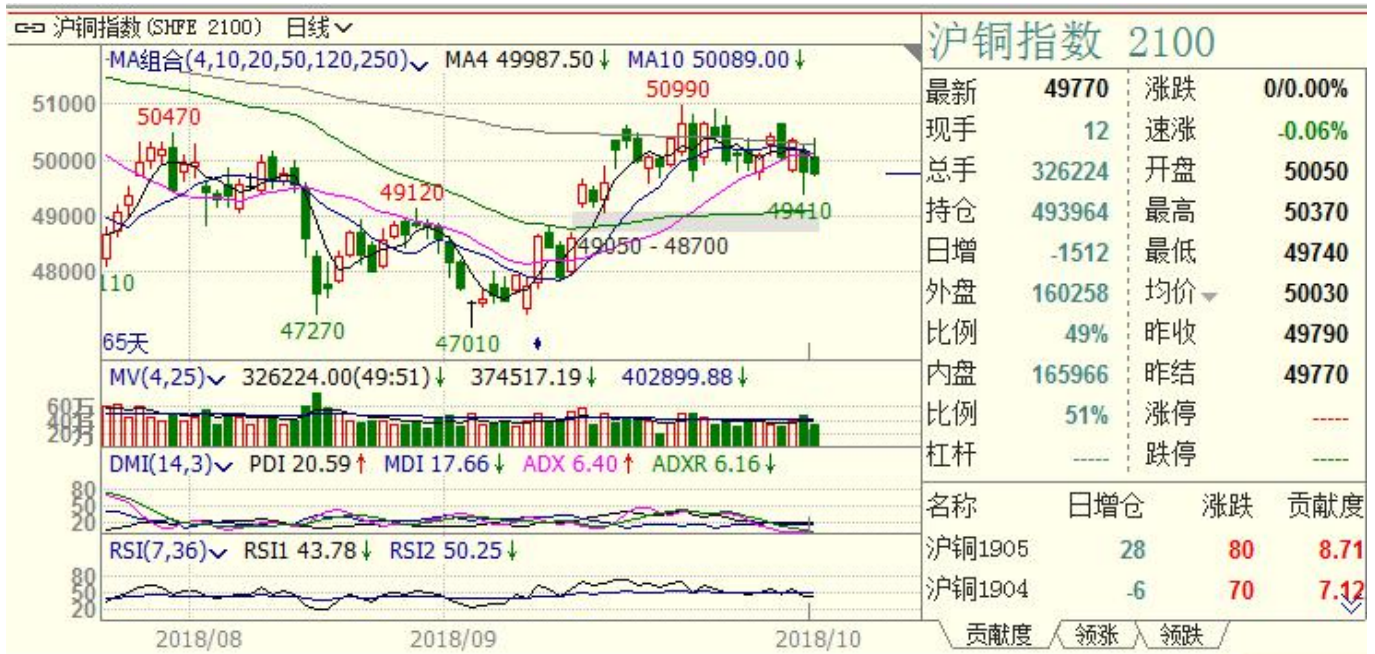 沪铜指数(SHFE 2100) 日线
MA组合(4,10,20,50,120,250) MA4 49987.50↓ MA10 50089.00↓
51000
50000
49000
48000
50470
50990
49120
49410
49050 - 48700
110
47270
47010
65天
MV(4,25) 326224.00(49:51)↓ 374517.19↓ 402899.88↓
60万
40万
20万
DMI(14,3) PDI 20.59↑ MDI 17.66↓ ADX 6.40↑ ADXR 6.16↓
80
50
20
RSI(7,36) RSI1 43.78↓ RSI2 50.25↓
80
50
20
2018/08 2018/09 2018/10
沪铜指数 2100
最新 49770 涨跌 0/0.00%
现手 12 速涨 -0.06%
总手 326224 开盘 50050
持仓 493964 最高 50370
日增 -1512 最低 49740
外盘 160258 均价 50030
比例 49% 昨收 49790
内盘 165966 昨结 49770
比例 51% 涨停 -----
杠杆 ----- 跌停 -----
名称 日增仓 涨跌 贡献度
沪铜1905 28 80 8.71
沪铜1904 -6 70 7.12
贡献度 领涨 领跌